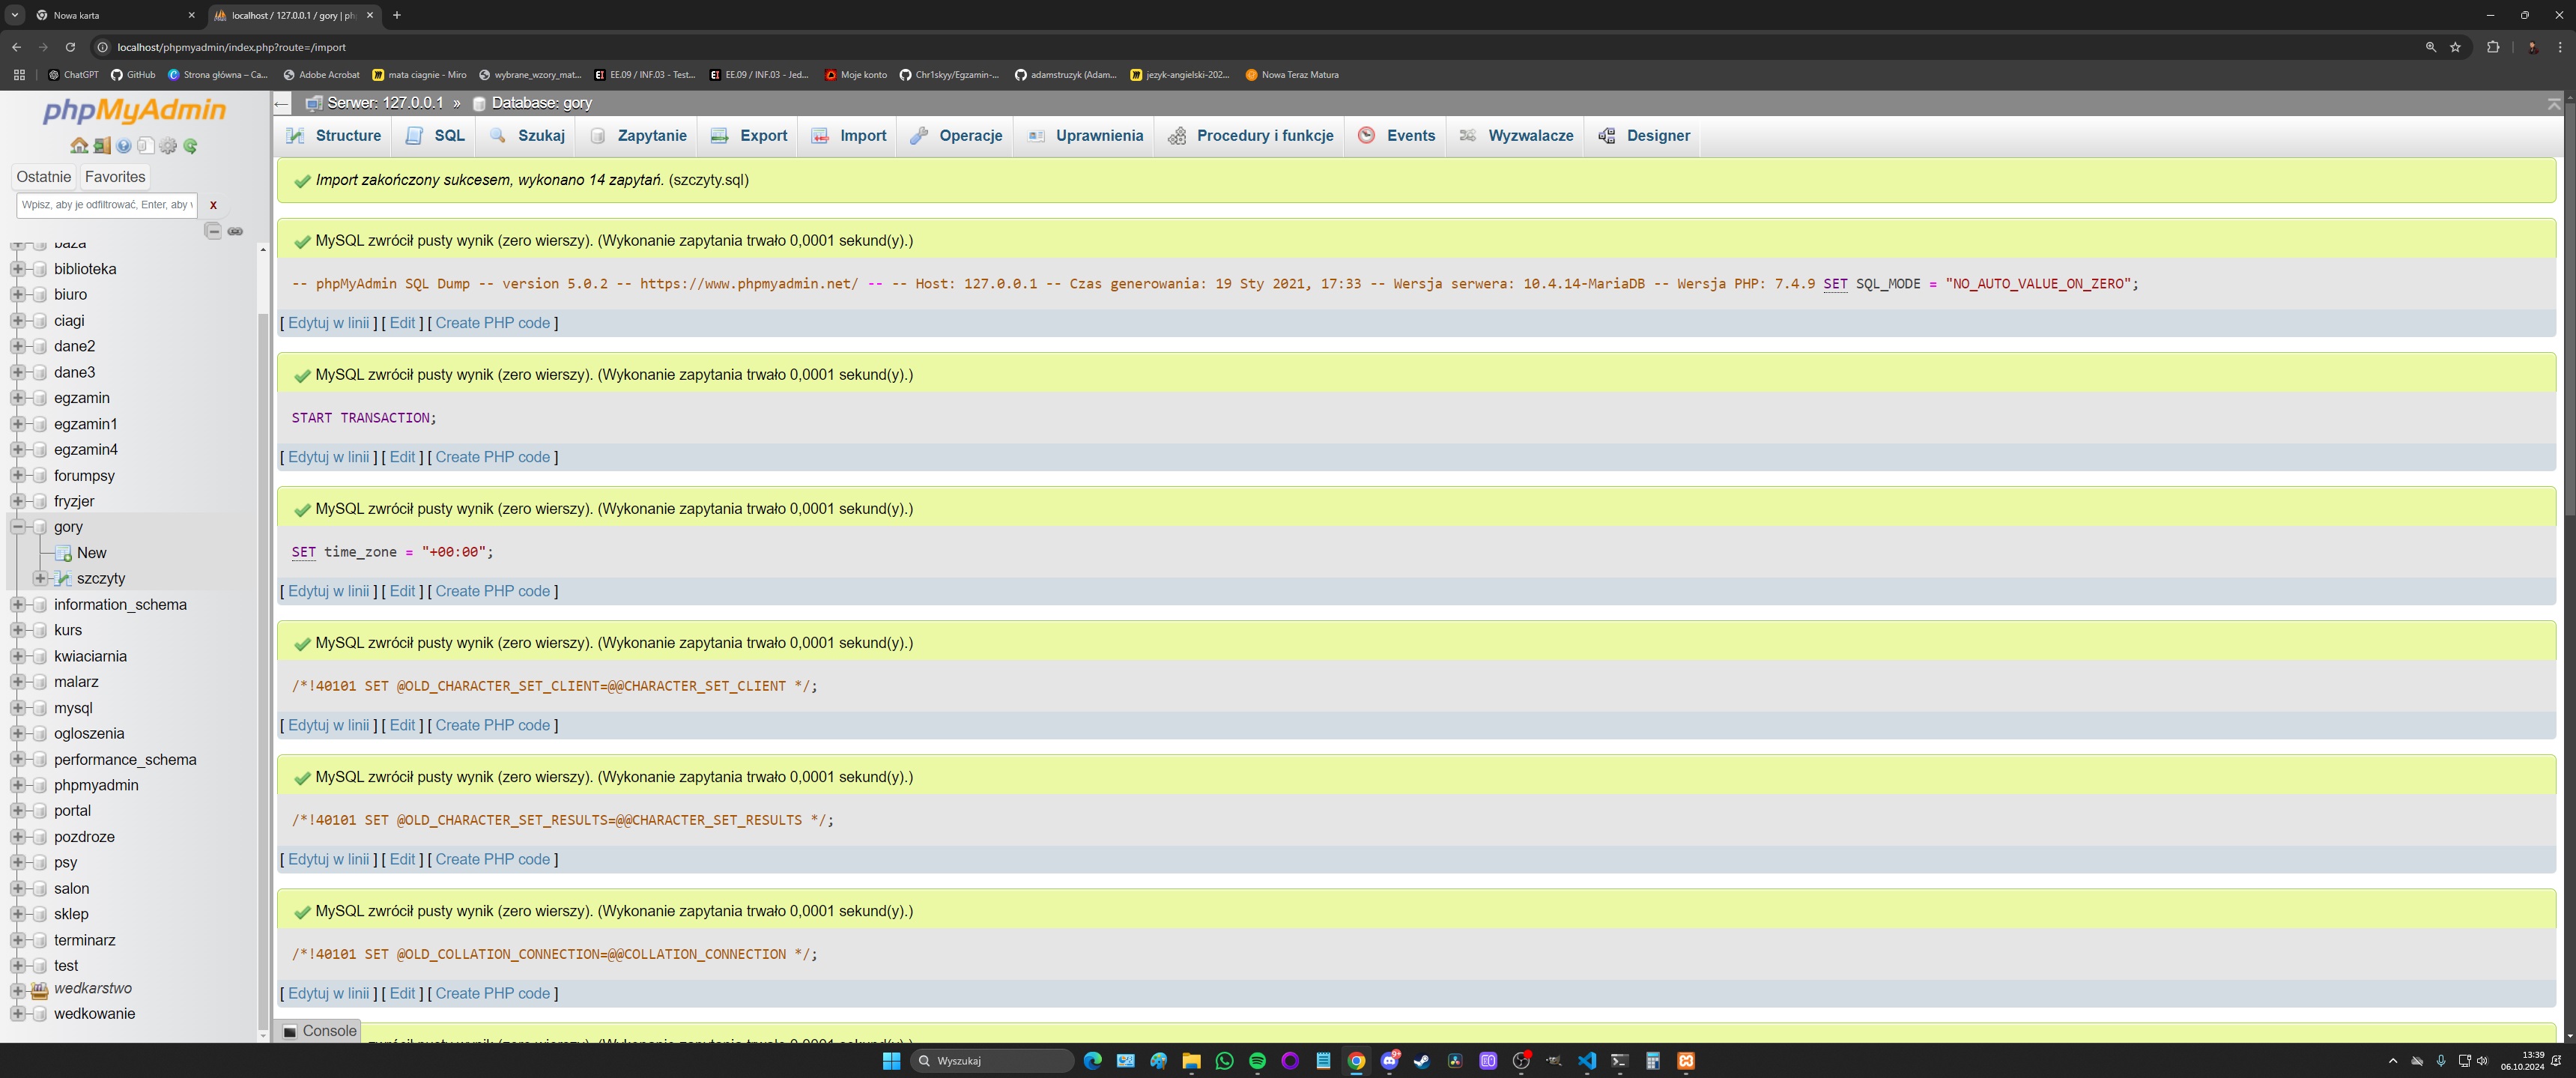 Nowa karta
localhost / 127.0.0.1 / gory | ph
localhost/phpmyadmin/index.php?route=/import
ChatGPT
GitHub
Strona główna – Ca...
Adobe Acrobat
mata ciagnie - Miro
wybrane_wzory_mat...
EE.09 / INF.03 - Test...
EE.09 / INF.03 - Jed...
Moje konto
Chr1skyy/Egzamin-...
adamstruzyk (Adam...
jezyk-angielski-202...
Nowa Teraz Matura
phpMyAdmin
Ostatnie
Favorites
Wpisz, aby je odfiltrować, Enter, aby
X
baza
biblioteka
biuro
ciagi
dane2
dane3
egzamin
egzamin1
egzamin4
forumpsy
fryzjer
gory
New
szczyty
information_schema
kurs
kwiaciarnia
malarz
mysql
ogloszenia
performance_schema
phpmyadmin
portal
pozdroze
psy
salon
sklep
terminarz
test
wedkarstwo
wedkowanie
Serwer: 127.0.0.1 » Database: gory
Structure
SQL
Szukaj
Zapytanie
Export
Import
Operacje
Uprawnienia
Procedury i funkcje
Events
Wyzwalacze
Designer
Import zakończony sukcesem, wykonano 14 zapytań. (szczyty.sql)
MySQL zwrócił pusty wynik (zero wierszy). (Wykonanie zapytania trwało 0,0001 sekund(y).)
-- phpMyAdmin SQL Dump -- version 5.0.2 -- https://www.phpmyadmin.net/ -- -- Host: 127.0.0.1 -- Czas generowania: 19 Sty 2021, 17:33 -- Wersja serwera: 10.4.14-MariaDB -- Wersja PHP: 7.4.9 SET SQL_MODE = "NO_AUTO_VALUE_ON_ZERO";
[ Edytuj w linii ] [ Edit ] [ Create PHP code ]
MySQL zwrócił pusty wynik (zero wierszy). (Wykonanie zapytania trwało 0,0001 sekund(y).)
START TRANSACTION;
[ Edytuj w linii ] [ Edit ] [ Create PHP code ]
MySQL zwrócił pusty wynik (zero wierszy). (Wykonanie zapytania trwało 0,0001 sekund(y).)
SET time_zone = "+00:00";
[ Edytuj w linii ] [ Edit ] [ Create PHP code ]
MySQL zwrócił pusty wynik (zero wierszy). (Wykonanie zapytania trwało 0,0001 sekund(y).)
/*!40101 SET @OLD_CHARACTER_SET_CLIENT=@@CHARACTER_SET_CLIENT */;
[ Edytuj w linii ] [ Edit ] [ Create PHP code ]
MySQL zwrócił pusty wynik (zero wierszy). (Wykonanie zapytania trwało 0,0001 sekund(y).)
/*!40101 SET @OLD_CHARACTER_SET_RESULTS=@@CHARACTER_SET_RESULTS */;
[ Edytuj w linii ] [ Edit ] [ Create PHP code ]
MySQL zwrócił pusty wynik (zero wierszy). (Wykonanie zapytania trwało 0,0001 sekund(y).)
/*!40101 SET @OLD_COLLATION_CONNECTION=@@COLLATION_CONNECTION */;
[ Edytuj w linii ] [ Edit ] [ Create PHP code ]
zwrócił pusty wynik (zero wierszy). (Wykonanie zapytania trwało 0,0001 sekund(y).)
Console
Wyszukaj
13:39
06.10.2024